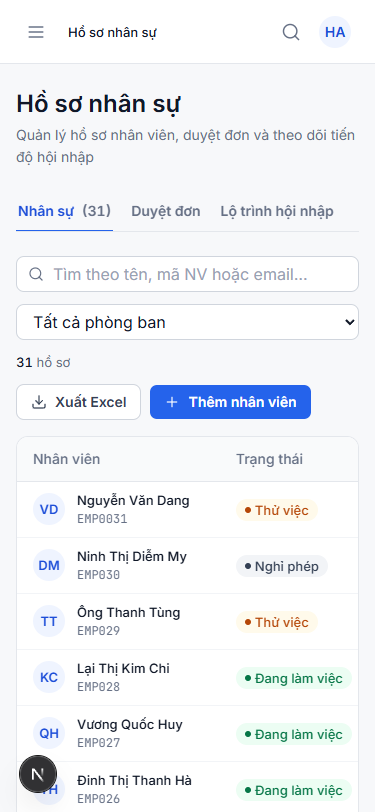 Hồ sơ nhân sự
HA
Hồ sơ nhân sự
Quản lý hồ sơ nhân viên, duyệt đơn và theo dõi tiến
độ hội nhập
Nhân sự (31) Duyệt đơn Lộ trình hội nhập
Tìm theo tên, mã NV hoặc email...
Tất cả phòng ban
31 hồ sơ
Xuất Excel + Thêm nhân viên
Nhân viên Trạng thái
VD Nguyễn Văn Dang Thử việc
EMP0031
DM Ninh Thị Diễm My Nghỉ phép
EMP030
TT Ông Thanh Tùng Thử việc
EMP029
KC Lại Thị Kim Chi Đang làm việc
EMP028
QH Vương Quốc Huy Đang làm việc
EMP027
Đinh Thị Thanh Hà Đang làm việc
EMP026
N